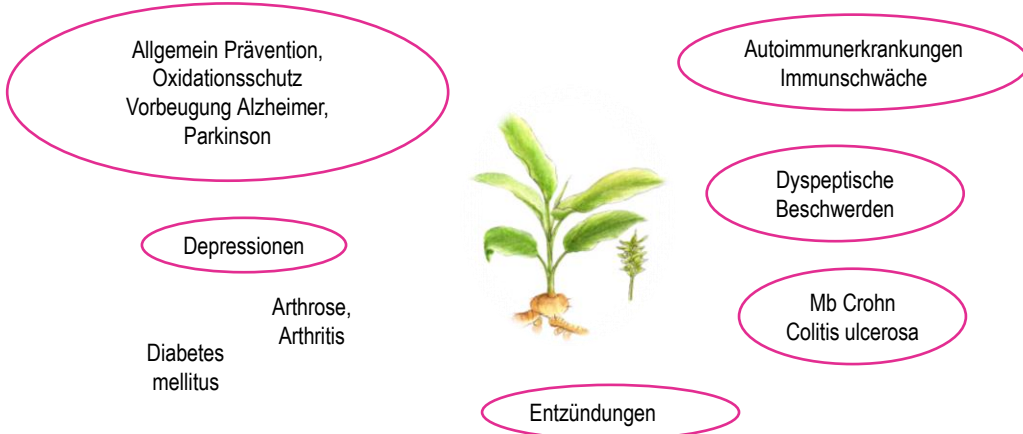 Allgemein Prävention,
Oxidationsschutz
Vorbeugung Alzheimer,
Parkinson
Autoimmunerkrankungen
Immunschwäche
Dyspeptische
Beschwerden
Depressionen
Arthrose,
Arthritis
Mb Crohn
Colitis ulcerosa
Diabetes
mellitus
Entzündungen